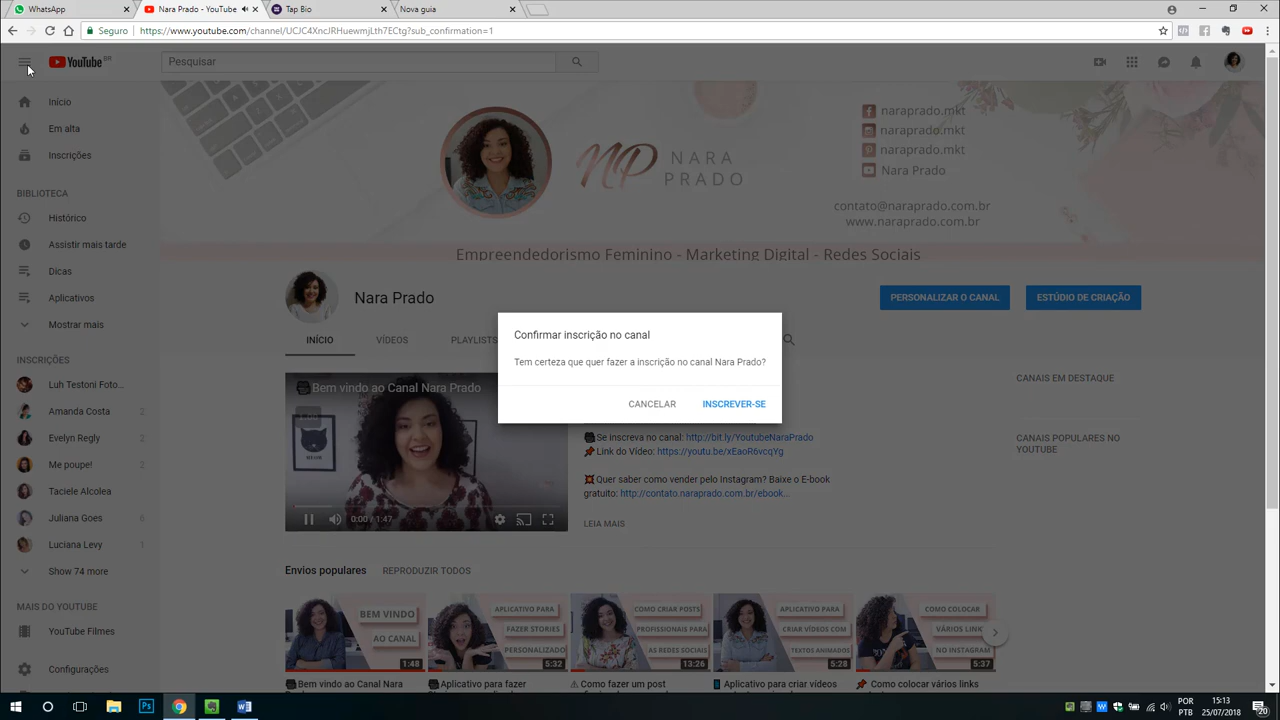 WhatsApp
Nara Prado - YouTube
Tap Bio
Nova guia
Seguro
https://www.youtube.com/channel/UCJC4XncJRHuewmjLth7ECtg?sub_confirmation=1
YouTube BR
Pesquisar
Início
Em alta
Inscrições
BIBLIOTECA
Histórico
Assistir mais tarde
Dicas
Aplicativos
Mostrar mais
INSCRIÇÕES
Luh Testoni Foto...
Amanda Costa 2
Evelyn Regly 2
Me poupe! 2
Taciele Alcolea 2
Juliana Goes 6
Luciana Levy 1
Show 74 more
MAIS DO YOUTUBE
YouTube Filmes
Configurações
NP NARA
PRADO
naraprado.mkt
naraprado.mkt
naraprado.mkt
Nara Prado
contato@naraprado.com.br
www.naraprado.com.br
Empreendedorismo Feminino - Marketing Digital - Redes Sociais
Nara Prado
PERSONALIZAR O CANAL
ESTÚDIO DE CRIAÇÃO
INÍCIO
VÍDEOS
PLAYLISTS
Confirmar inscrição no canal
Tem certeza que quer fazer a inscrição no canal Nara Prado?
CANCELAR
INSCREVER-SE
Bem vindo ao Canal Nara Prado
0:00 / 1:47
Se inscreva no canal: http://bit.ly/YoutubeNaraPrado
Link do Vídeo: https://youtu.be/xEaoR6vcqYg
Quer saber como vender pelo Instagram? Baixe o E-book
gratuito: http://contato.naraprado.com.br/ebook...
LEIA MAIS
CANAIS EM DESTAQUE
CANAIS POPULARES NO
YOUTUBE
Envios populares
REPRODUZIR TODOS
BEM VINDO
AO CANAL
1:48
APLICATIVO PARA
FAZER STORIES
PERSONALIZADO
5:32
COMO CRIAR POSTS
PROFISSIONAIS PARA
AS REDES SOCIAIS
13:26
APLICATIVO PARA
CRIAR VÍDEOS COM
TEXTOS ANIMADOS
5:28
COMO COLOCAR
VÁRIOS LINK
NO INSTAGRAM
5:37
Bem vindo ao Canal Nara
Aplicativo para fazer
Como fazer um post
Aplicativo para criar vídeos
Como colocar vários links
POR
PTB
15:13
25/07/2018
20